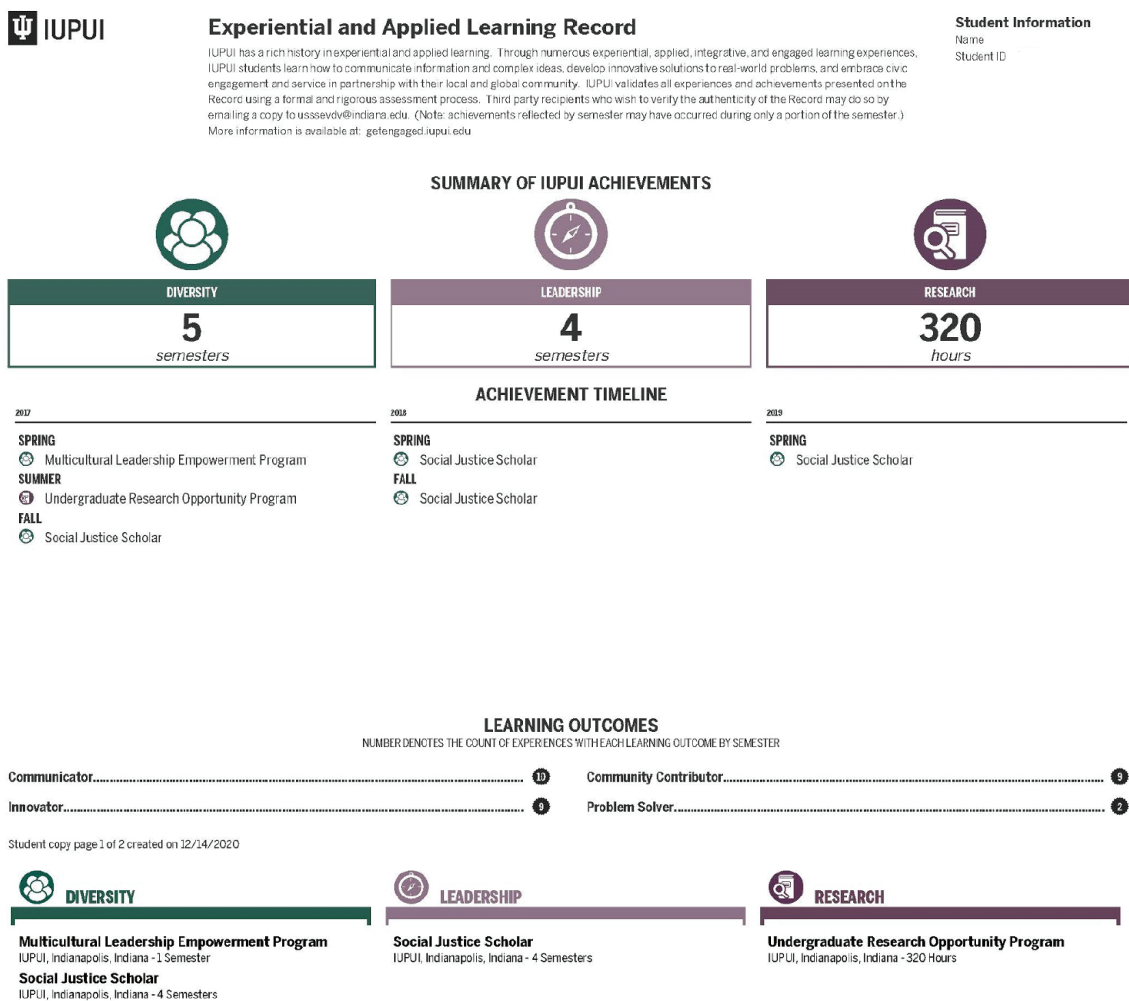 IUPUI
Experiential and Applied Learning Record
IUPUI has a rich history in experiential and applied learning. Through numerous experiential, applied, integrative, and engaged learning experiences,
IUPUI students learn how to communicate information and complex ideas, develop innovative solutions to real-world problems, and embrace civic
engagement and service in partnership with their local and global community. IUPUI validates all experiences and achievements presented on the
Record using a formal and rigorous assessment process. Third party recipients who wish to verify the authenticity of the Record may do so by
emailing a copy to usssevdv@indiana.edu. (Note: achievements reflected by semester may have occurred during only a portion of the semester.)
More information is available at: getengaged.iupui.edu
Student Information
Name
Student ID
SUMMARY OF IUPUI ACHIEVEMENTS
DIVERSITY
5
semesters
LEADERSHIP
4
semesters
RESEARCH
320
hours
ACHIEVEMENT TIMELINE
2017
SPRING
Multicultural Leadership Empowerment Program
SUMMER
Undergraduate Research Opportunity Program
FALL
Social Justice Scholar
2018
SPRING
Social Justice Scholar
FALL
Social Justice Scholar
2019
SPRING
Social Justice Scholar
LEARNING OUTCOMES
NUMBER DENOTES THE COUNT OF EXPERIENCES WITH EACH LEARNING OUTCOME BY SEMESTER
Communicator 10
Community Contributor 9
Innovator 9
Problem Solver 2
Student copy page 1 of 2 created on 12/14/2020
DIVERSITY
Multicultural Leadership Empowerment Program
IUPUI, Indianapolis, Indiana - 1 Semester
Social Justice Scholar
IUPUI, Indianapolis, Indiana - 4 Semesters
LEADERSHIP
Social Justice Scholar
IUPUI, Indianapolis, Indiana - 4 Semesters
RESEARCH
Undergraduate Research Opportunity Program
IUPUI, Indianapolis, Indiana - 320 Hours